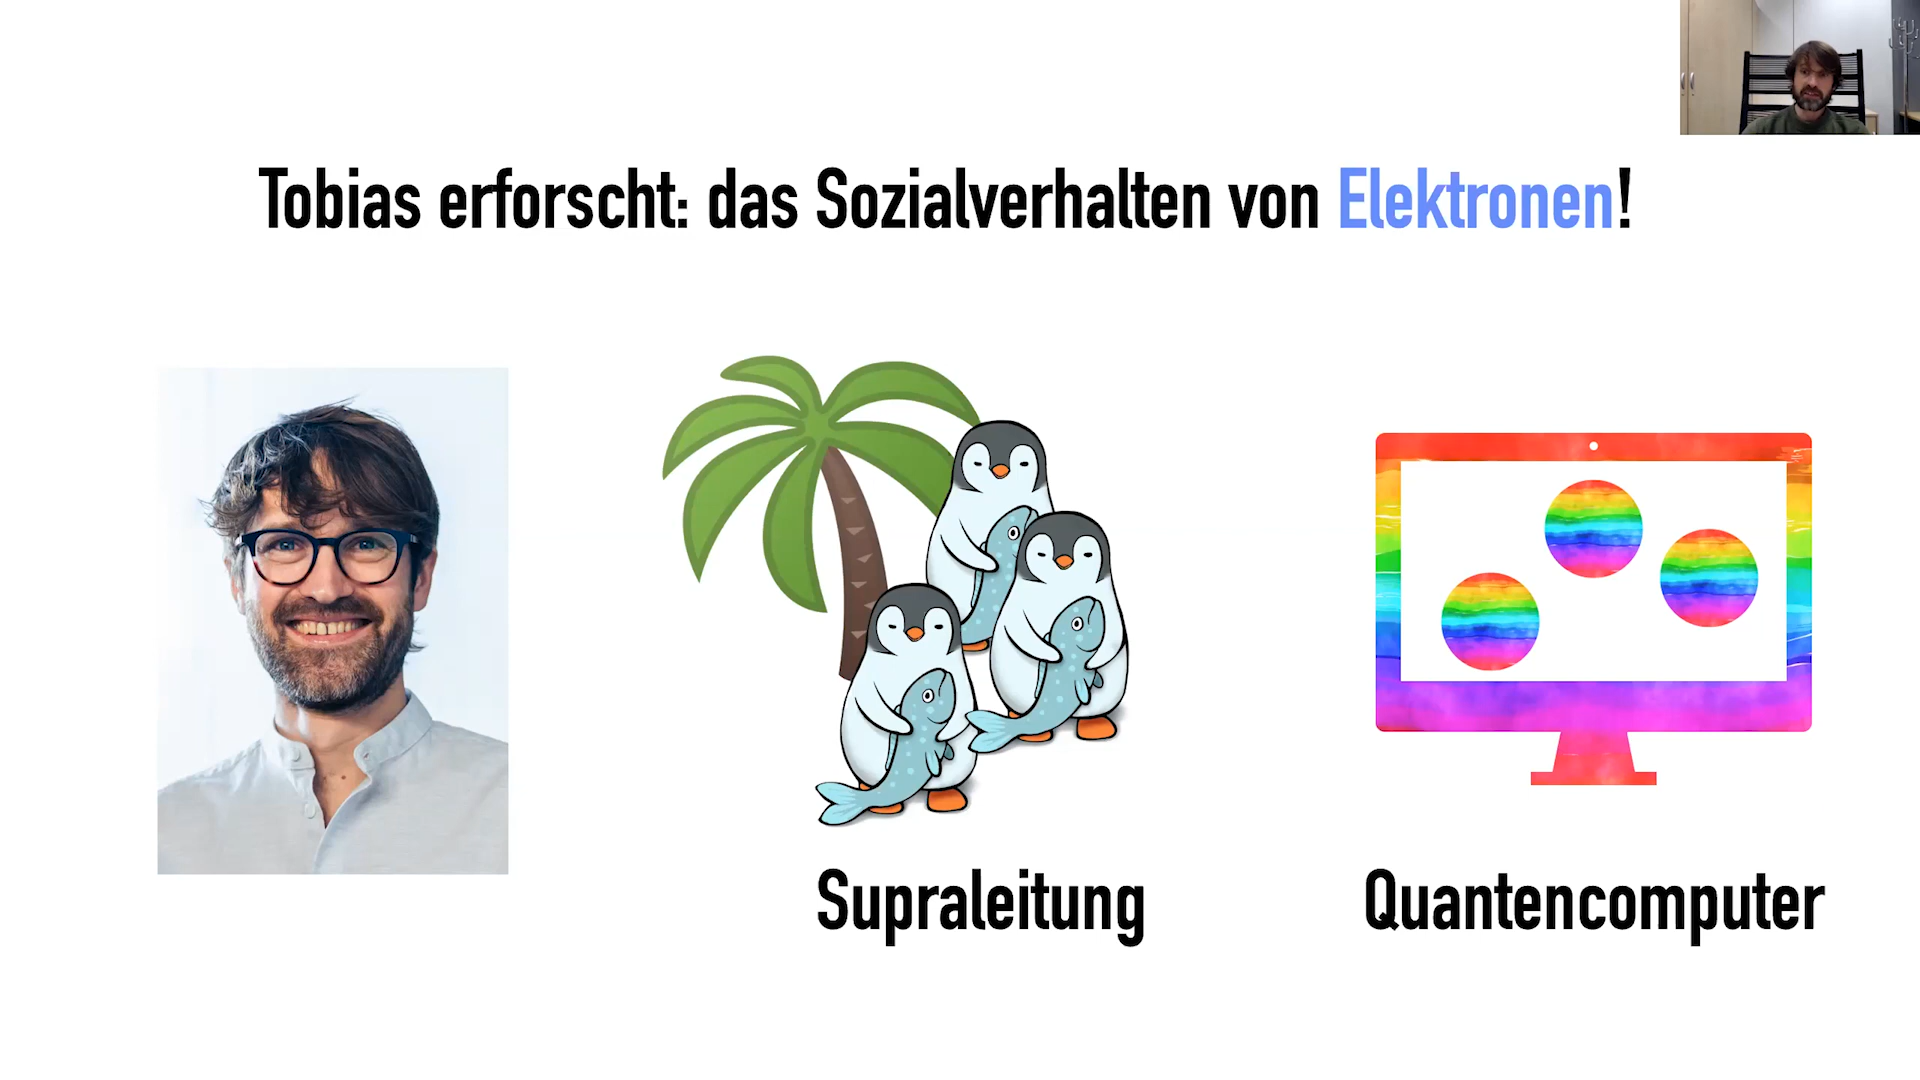 Tobias erforscht: das Sozialverhalten von Elektronen!
Supraleitung
Quantencomputer